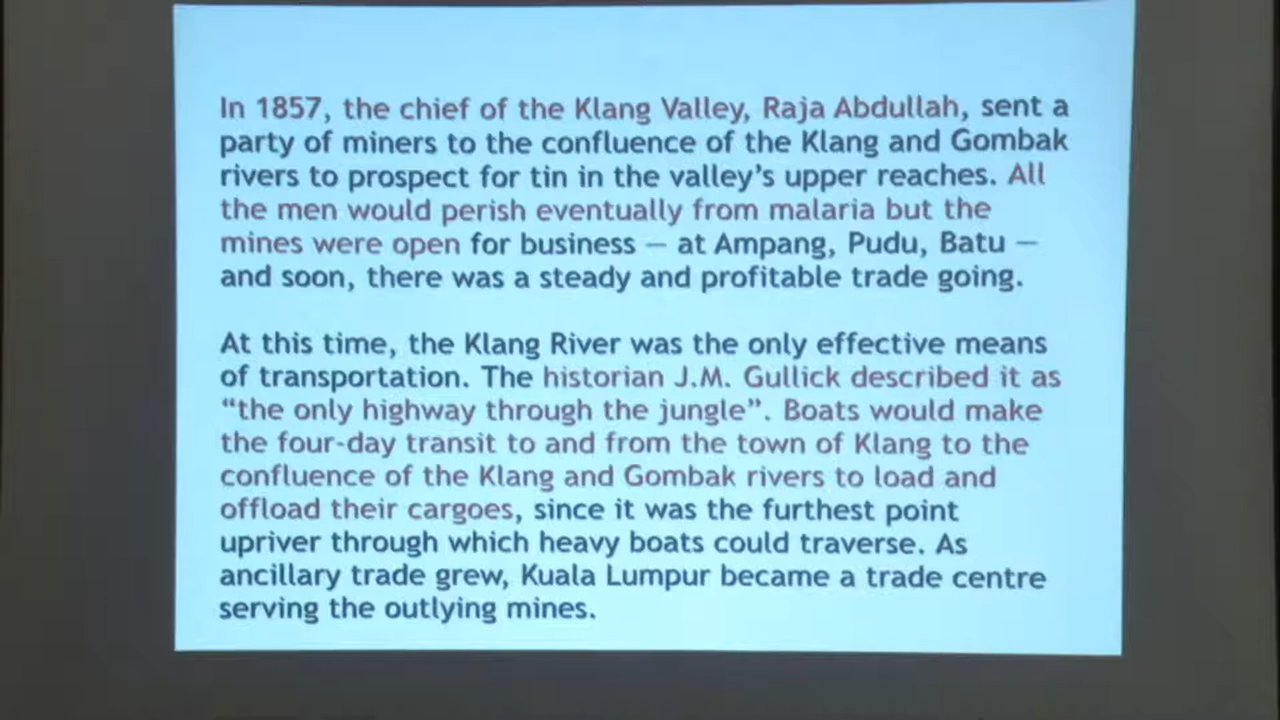 In 1857, the chief of the Klang Valley, Raja Abdullah, sent a
party of miners to the confluence of the Klang and Gombak
rivers to prospect for tin in the valley’s upper reaches. All
the men would perish eventually from malaria but the
mines were open for business — at Ampang, Pudu, Batu —
and soon, there was a steady and profitable trade going.
At this time, the Klang River was the only effective means
of transportation. The historian J.M. Gullick described it as
“the only highway through the jungle”. Boats would make
the four-day transit to and from the town of Klang to the
confluence of the Klang and Gombak rivers to load and
offload their cargoes, since it was the furthest point
upriver through which heavy boats could traverse. As
ancillary trade grew, Kuala Lumpur became a trade centre
serving the outlying mines.